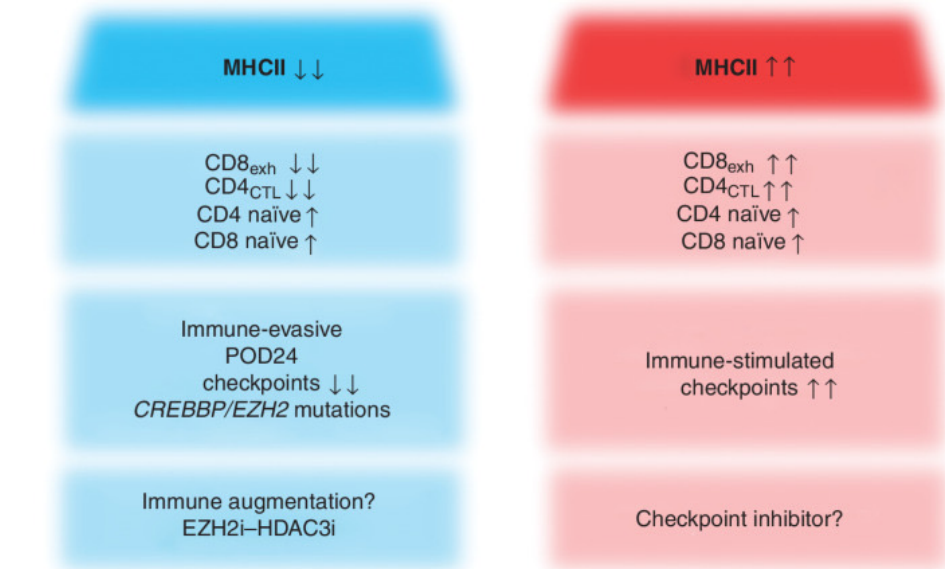 MHCII ↓↓
CD8exh ↓↓
CD4CTL ↓↓
CD4 naïve ↑
CD8 naïve ↑
Immune-evasive
POD24
checkpoints ↓↓
CREBBP/EZH2 mutations
Immune augmentation?
EZH2i–HDAC3i
MHCII ↑↑
CD8exh ↑↑
CD4CTL ↑↑
CD4 naïve ↑
CD8 naïve ↑
Immune-stimulated
checkpoints ↑↑
Checkpoint inhibitor?